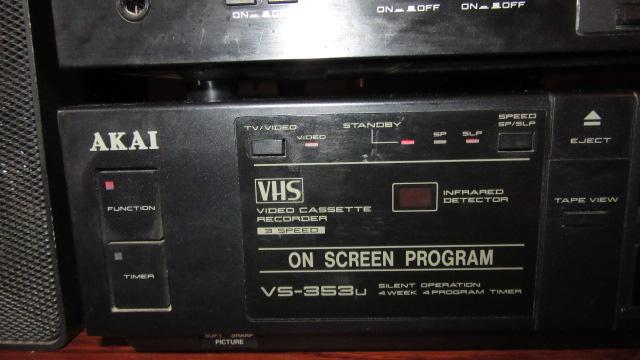 ON OFF
ON OFF
ON OFF
AKAI
TV/VIDEO
VIDEO
STANDBY
SP
SLP
SPEED
SP/SLP
EJECT
FUNCTION
VHS
VIDEO CASSETTE
RECORDER
3 SPEED
INFRARED
DETECTOR
TAPE VIEW
ON SCREEN PROGRAM
TIMER
VS-353U
SILENT OPERATION
4 WEEK 4 PROGRAM TIMER
SOFT SHARP
PICTURE